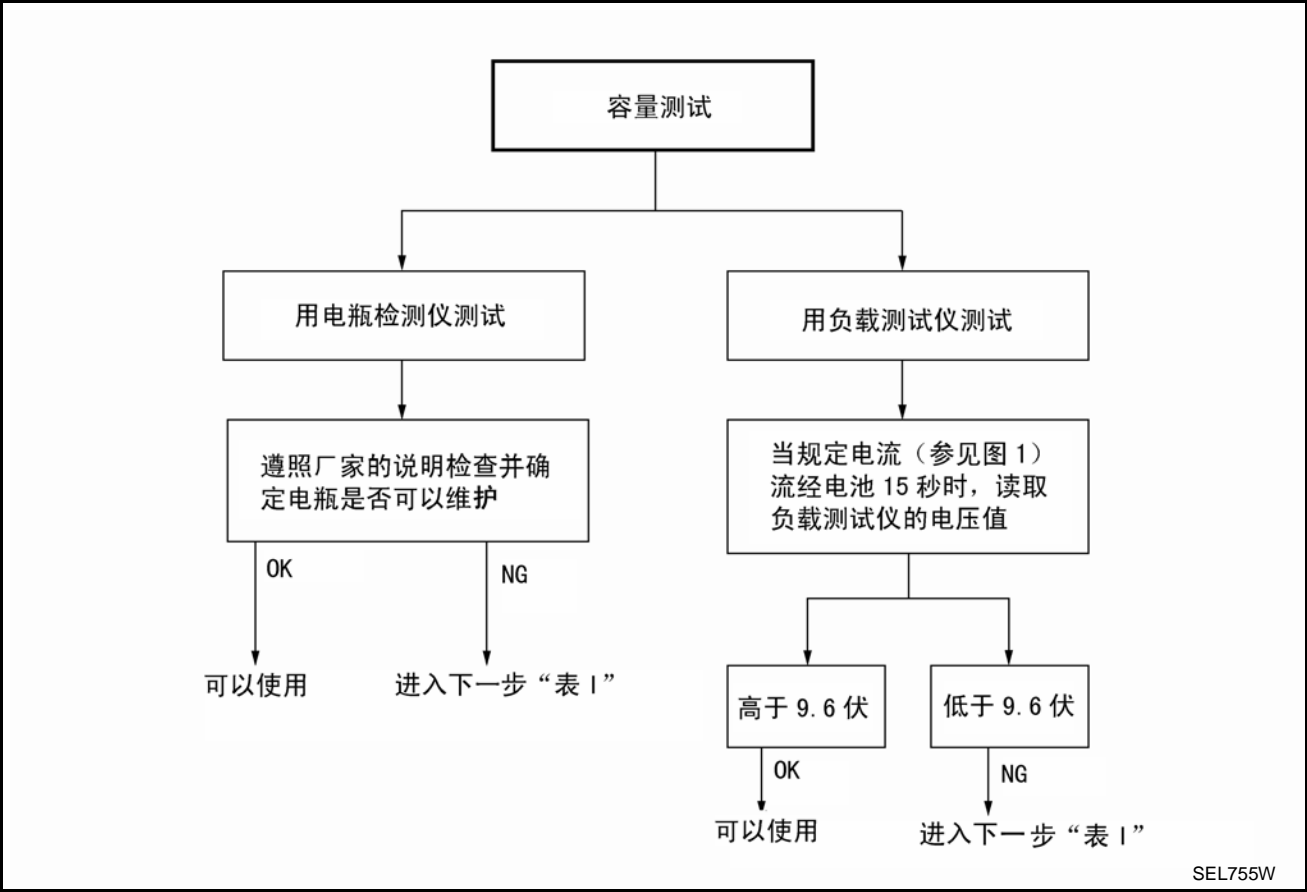 容量测试
用电瓶检测仪测试
用负载测试仪测试
遵照厂家的说明检查并确
定电瓶是否可以维护
当规定电流（参见图1）
流经电池 15 秒时，读取
负载测试仪的电压值
OK
NG
可以使用
进入下一步“表 I”
高于 9.6 伏
低于 9.6 伏
OK
NG
可以使用
进入下一步“表 I”
SEL755W